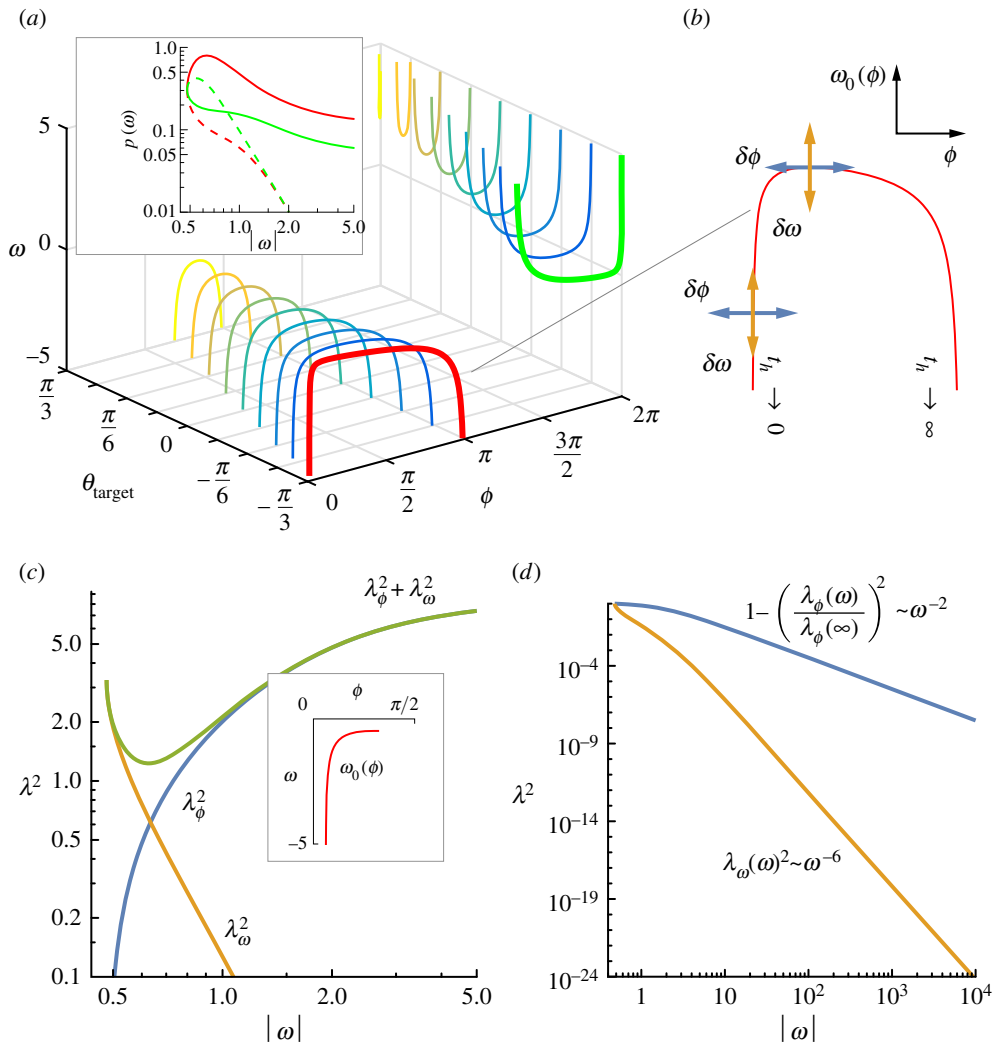 (a)
1.0
0.5
0.1
0.05
0.01
p(ω)
0.5
1.0
2.0
5.0
|ω|
5
0
−5
ω
π/3
π/6
0
−π/6
−π/3
θtarget
0
π/2
π
3π/2
2π
ϕ
(b)
ω0(ϕ)
ϕ
δϕ
δω
δϕ
δω
th → 0
th → ∞
(c)
λϕ² + λω²
5.0
2.0
1.0
0.5
0.2
0.1
λ²
λϕ²
λω²
ϕ
0
π/2
ω
ω0(ϕ)
−5
0.5
1.0
2.0
5.0
|ω|
(d)
1–(λϕ(ω)/λϕ(∞))² ~ω⁻²
10⁻⁴
10⁻⁹
10⁻¹⁴
10⁻¹⁹
10⁻²⁴
λ²
λω(ω)²~ω⁻⁶
1
10
10²
10³
10⁴
|ω|